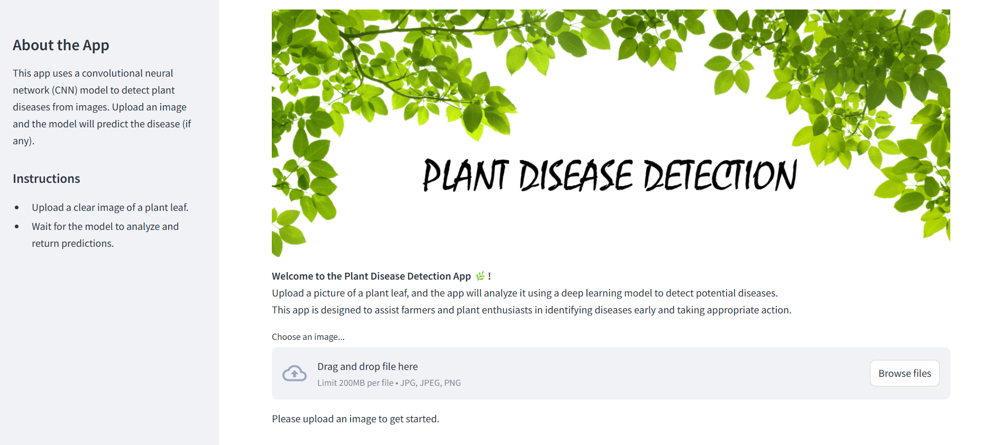 About the App
This app uses a convolutional neural
network (CNN) model to detect plant
diseases from images. Upload an image
and the model will predict the disease (if
any).
Instructions
• Upload a clear image of a plant leaf.
• Wait for the model to analyze and
return predictions.
PLANT DISEASE DETECTION
Welcome to the Plant Disease Detection App 🌿 !
Upload a picture of a plant leaf, and the app will analyze it using a deep learning model to detect potential diseases.
This app is designed to assist farmers and plant enthusiasts in identifying diseases early and taking appropriate action.
Choose an image...
Drag and drop file here
Limit 200MB per file • JPG, JPEG, PNG
Browse files
Please upload an image to get started.